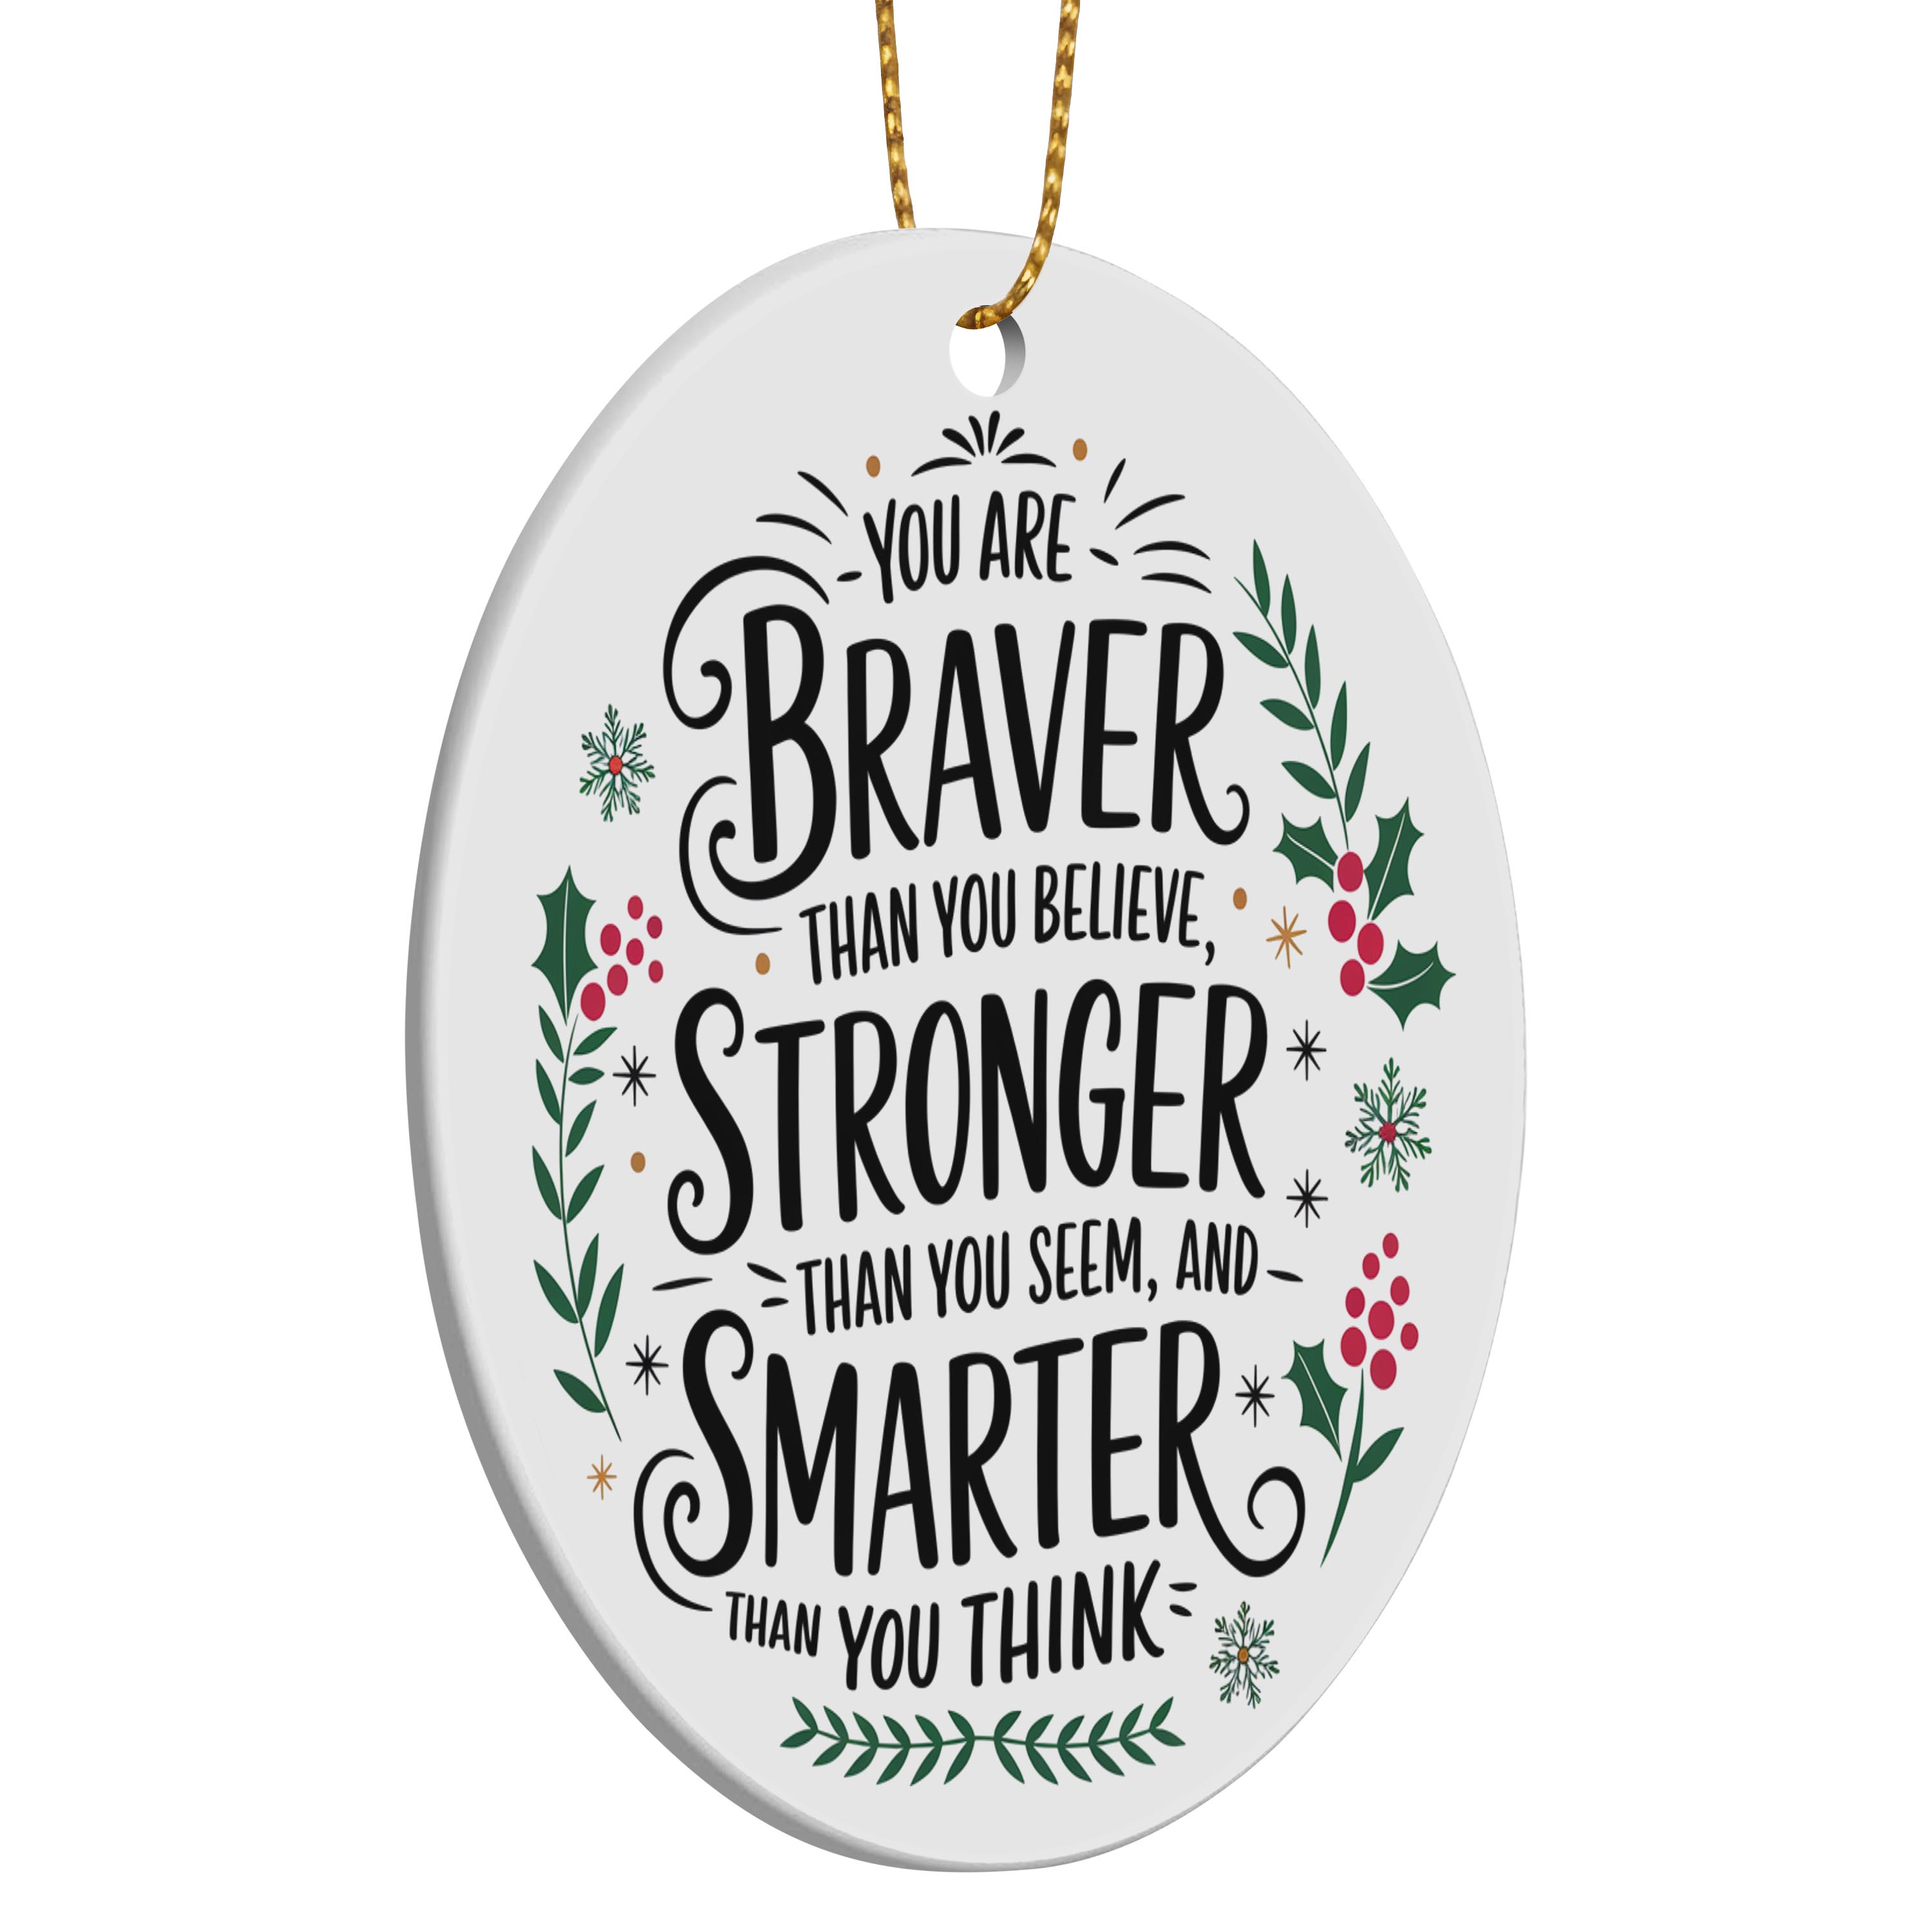 YOU ARE
BRAVER
THAN YOU BELIEVE,
STRONGER
THAN YOU SEEM, AND
SMARTER
THAN YOU THINK